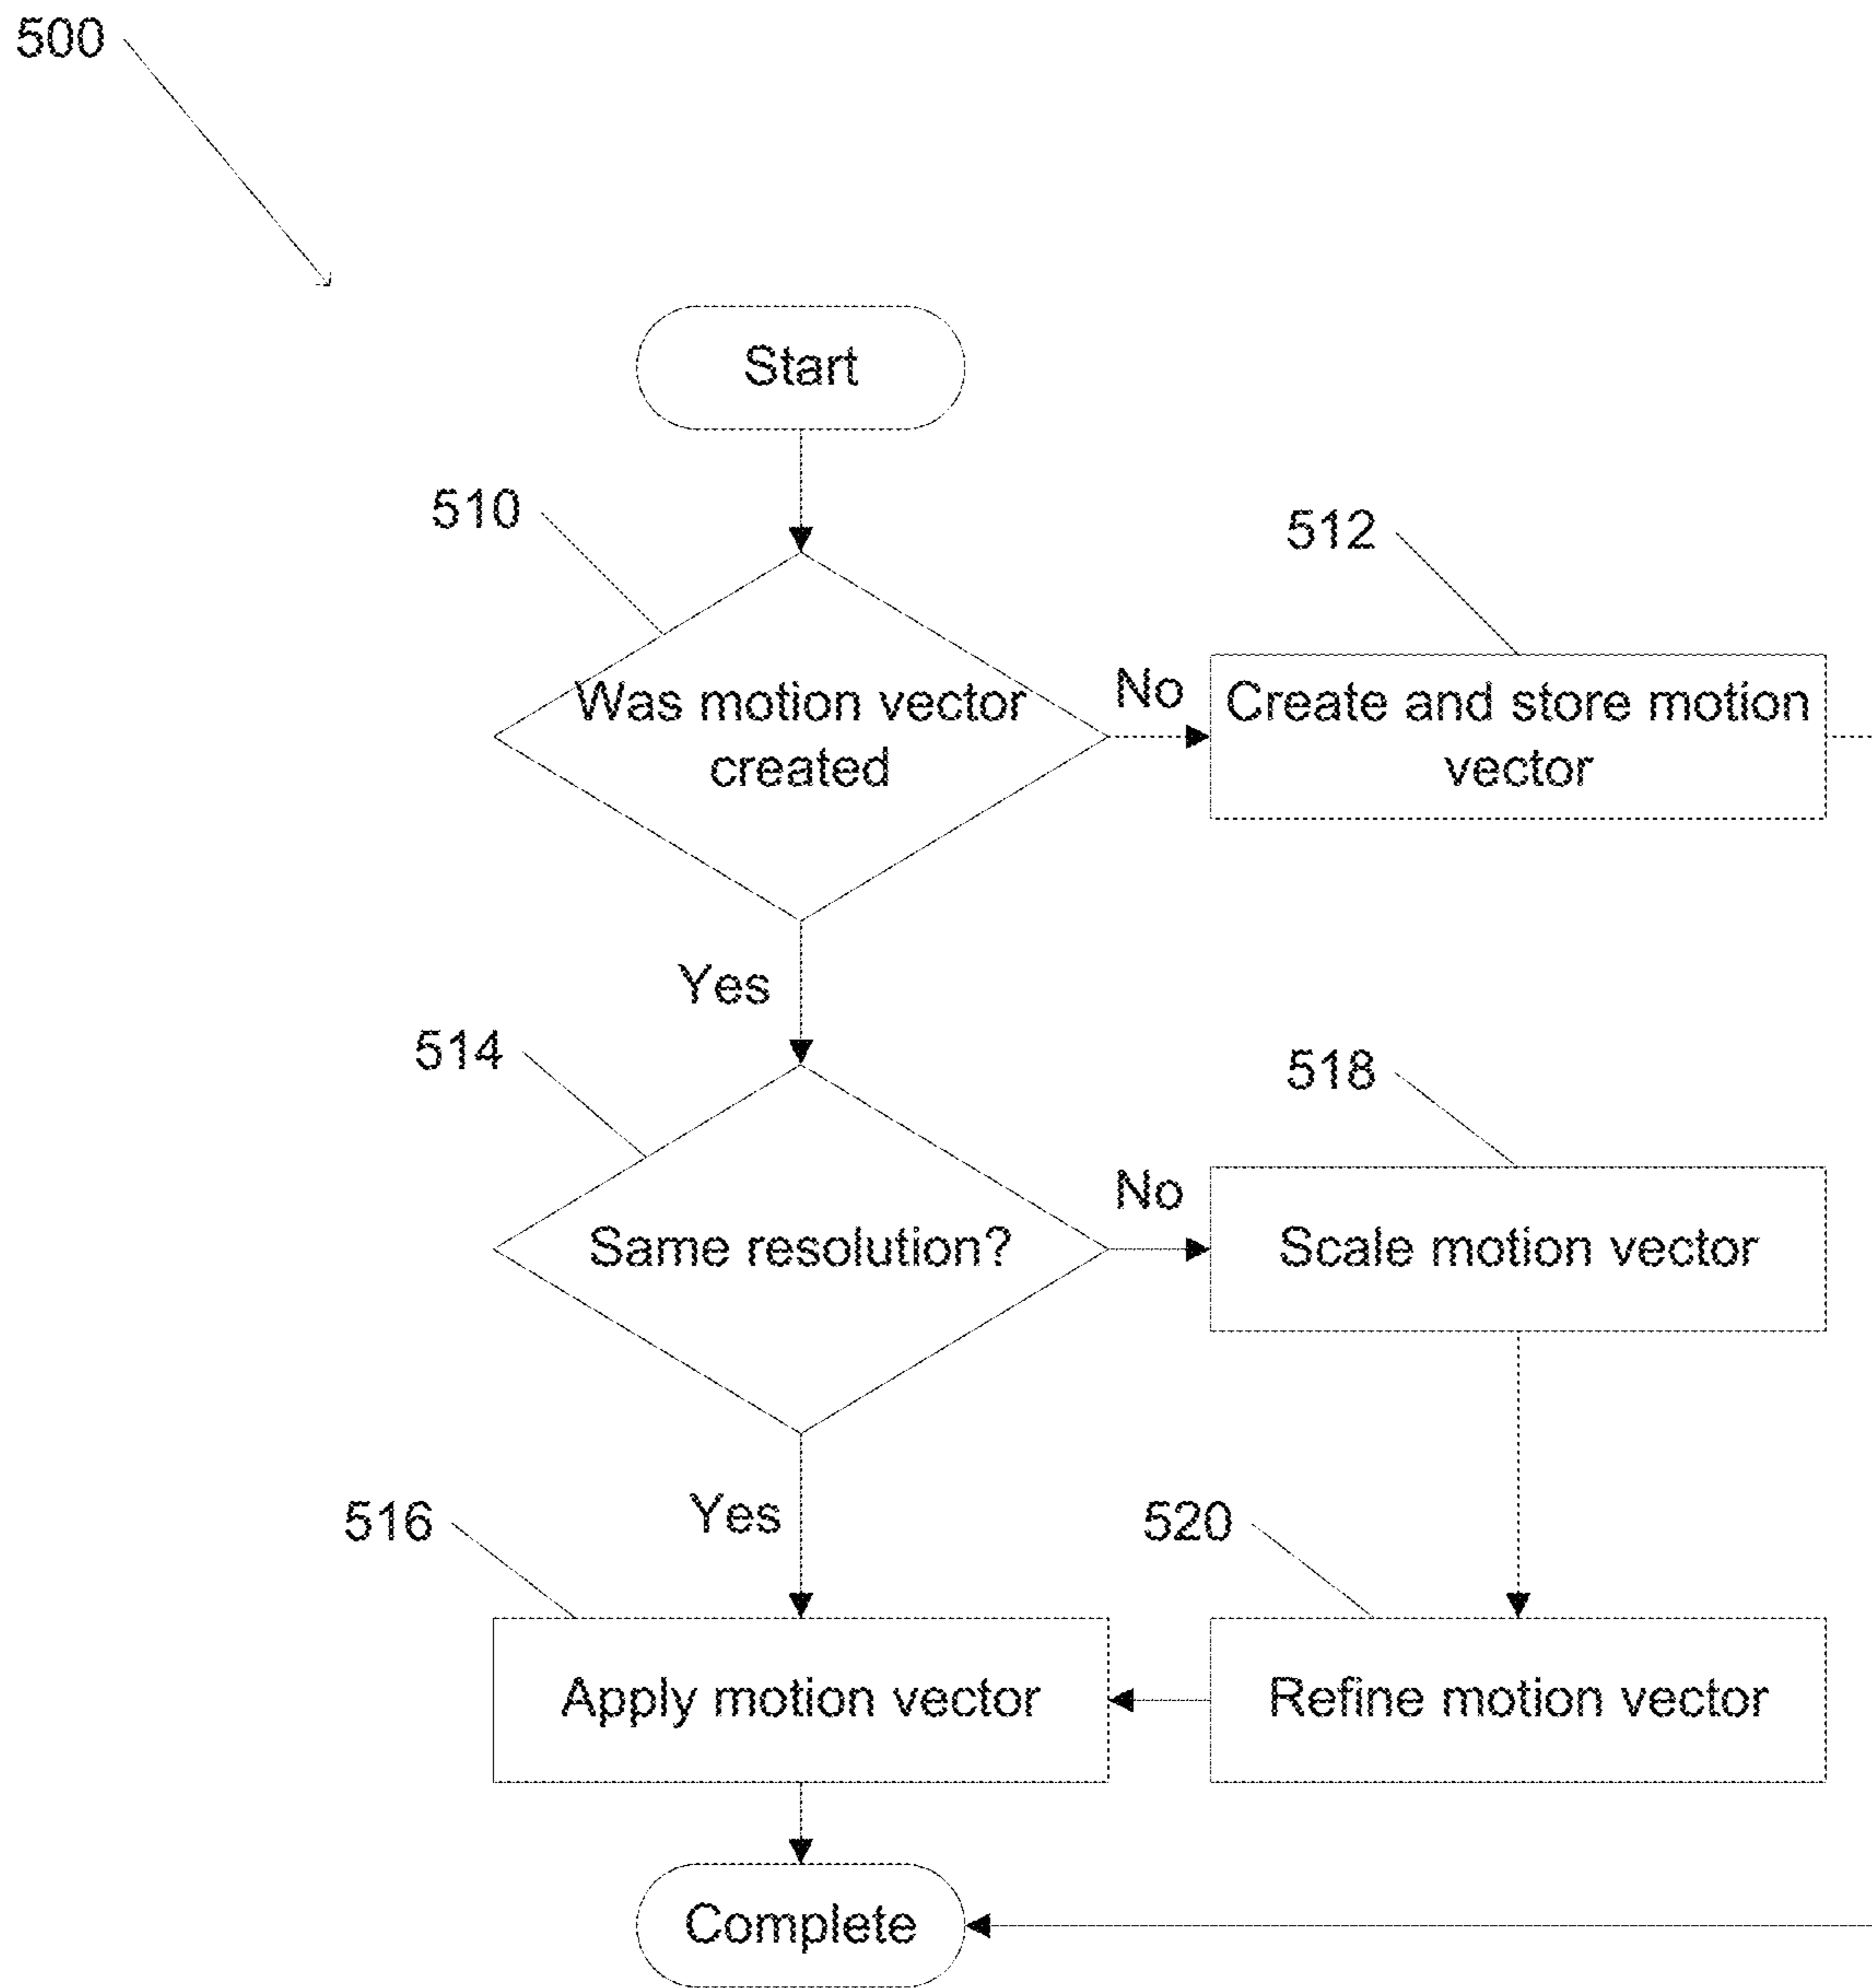 500
Start
510
512
Was motion vector
created
No
Create and store motion
vector
Yes
514
518
Same resolution?
No
Scale motion vector
Yes
516
520
Apply motion vector
Refine motion vector
Complete